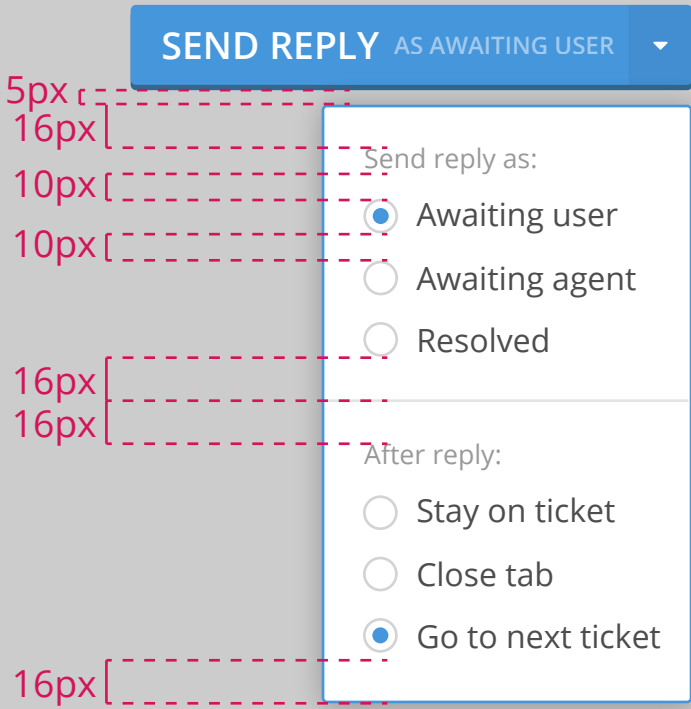 SEND REPLY AS AWAITING USER
5px
16px
Send reply as:
10px
Awaiting user
10px
Awaiting agent
Resolved
16px
16px
After reply:
Stay on ticket
Close tab
Go to next ticket
16px